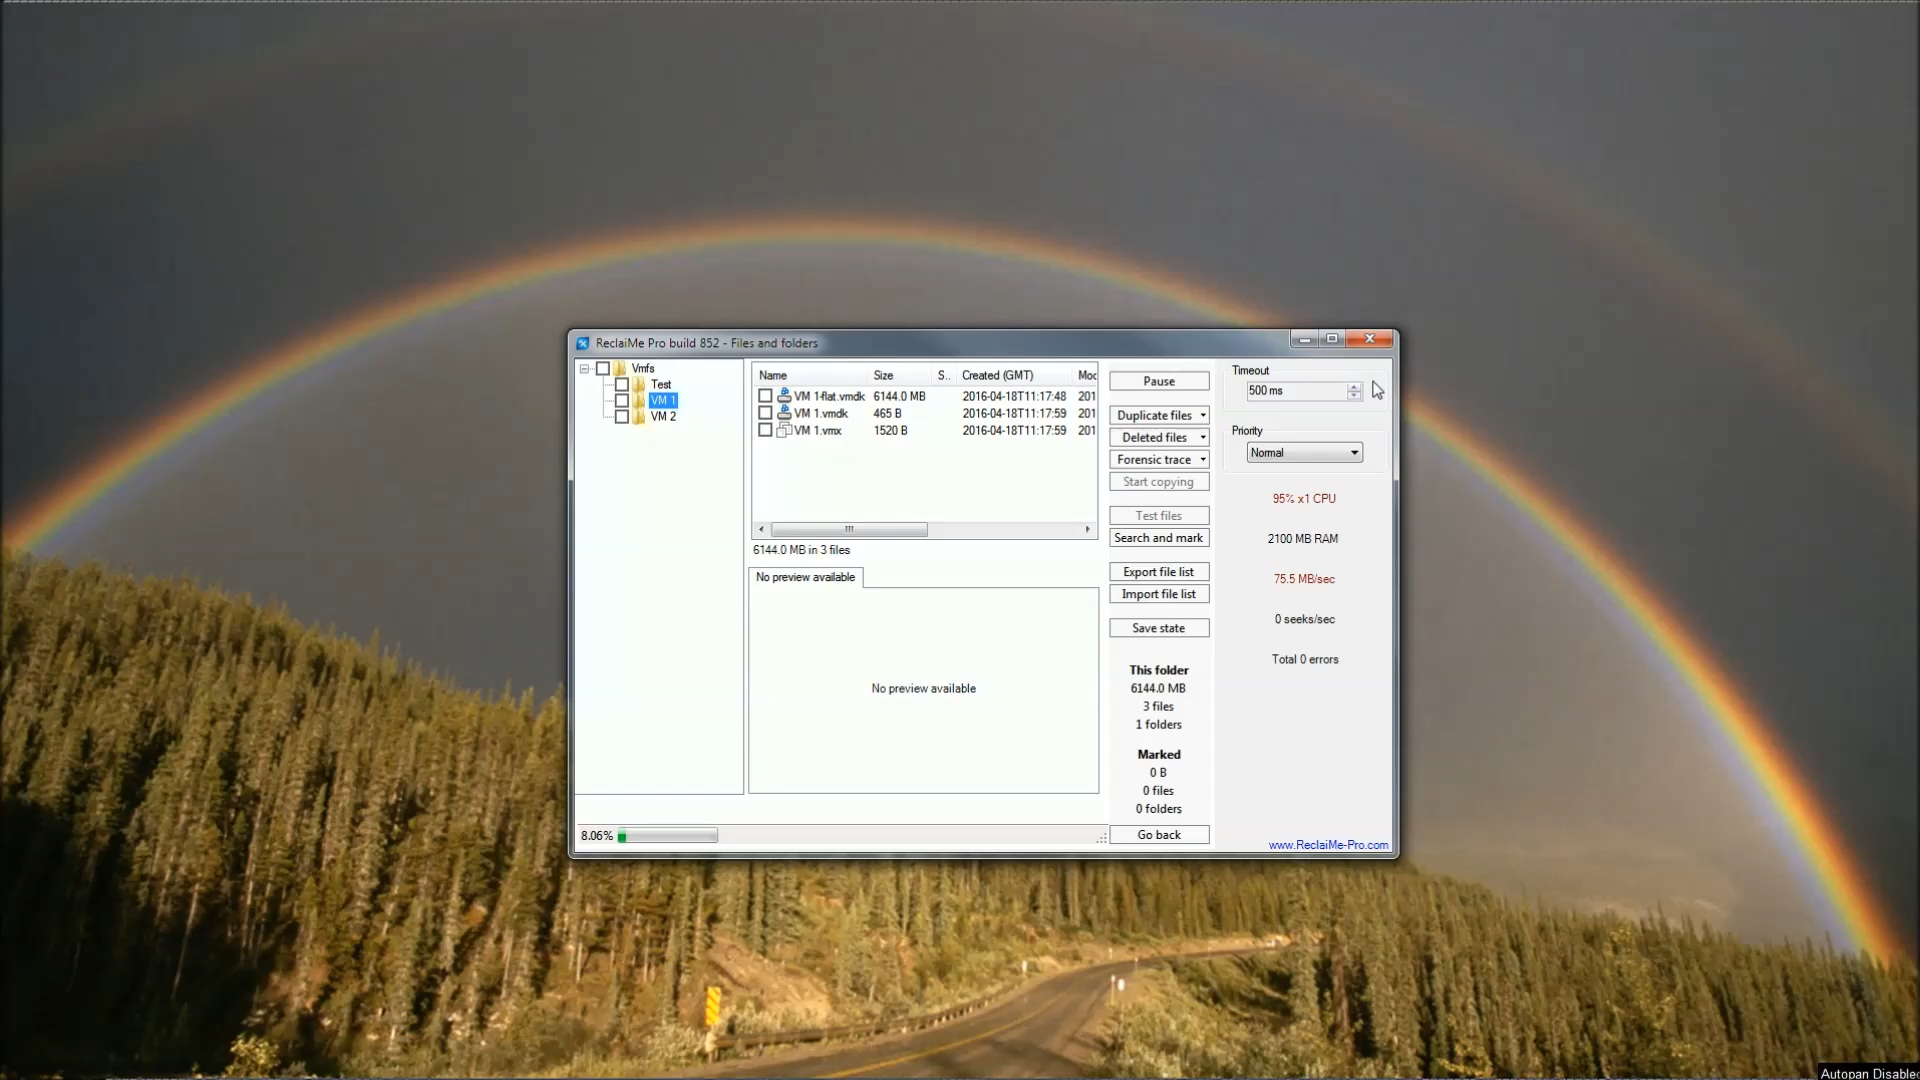 ReclaiMe Pro build 852 - Files and folders
Vmfs
Test
VM 1
VM 2
Name Size S.. Created (GMT) Moc
VM 1-flat.vmdk 6144.0 MB 2016-04-18T11:17:48 201
VM 1.vmdk 465 B 2016-04-18T11:17:59 201
VM 1.vmx 1520 B 2016-04-18T11:17:59 201
6144.0 MB in 3 files
No preview available
No preview available
Pause
Duplicate files
Deleted files
Forensic trace
Start copying
Test files
Search and mark
Export file list
Import file list
Save state
This folder
6144.0 MB
3 files
1 folders
Marked
0 B
0 files
0 folders
Go back
Timeout
500 ms
Priority
Normal
95% x1 CPU
2100 MB RAM
75.5 MB/sec
0 seeks/sec
Total 0 errors
www.ReclaiMe-Pro.com
8.06%
Autopan Disabled